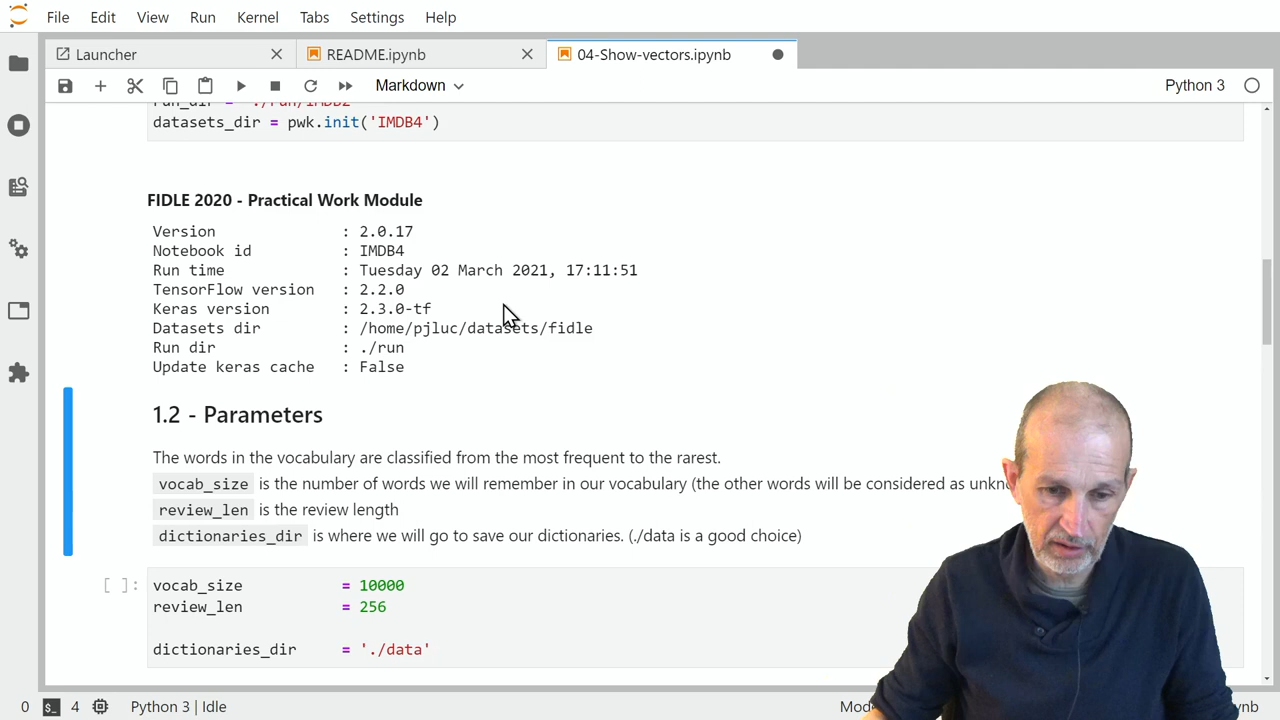 File Edit View Run Kernel Tabs Settings Help
Launcher README.ipynb 04-Show-vectors.ipynb
Markdown Python 3
datasets_dir = pwk.init('IMDB4')
FIDLE 2020 - Practical Work Module
Version : 2.0.17
Notebook id : IMDB4
Run time : Tuesday 02 March 2021, 17:11:51
TensorFlow version : 2.2.0
Keras version : 2.3.0-tf
Datasets dir : /home/pjluc/datasets/fidle
Run dir : ./run
Update keras cache : False
1.2 - Parameters
The words in the vocabulary are classified from the most frequent to the rarest.
vocab_size is the number of words we will remember in our vocabulary (the other words will be considered as
review_len is the review length
dictionaries_dir is where we will go to save our dictionaries. (./data is a good choice)
[ ]: vocab_size = 10000
review_len = 256
dictionaries_dir = './data'
0 $_ 4 Python 3 | Idle